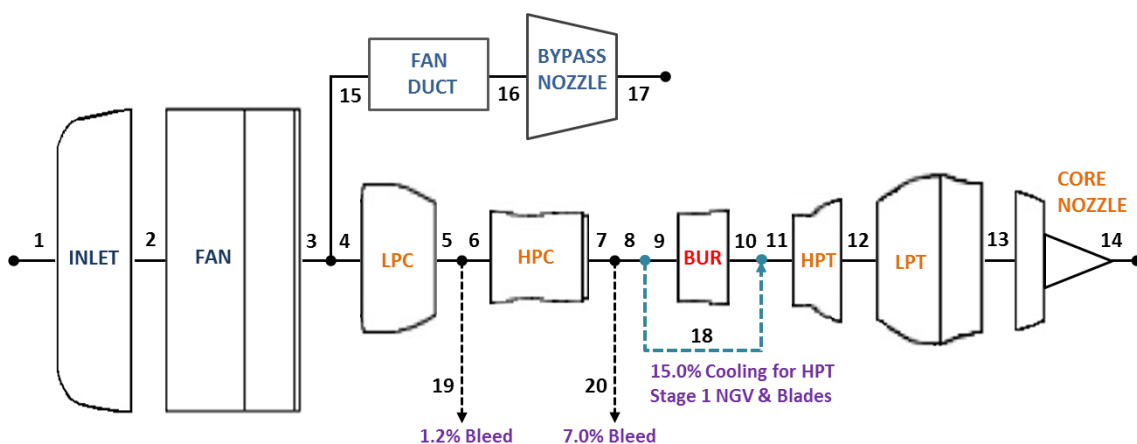 FAN
DUCT
BYPASS
NOZZLE
15
16
17
CORE
NOZZLE
1
INLET
2
FAN
3
4
LPC
5
6
HPC
7
8
9
BUR
10
11
HPT
12
LPT
13
14
18
15.0% Cooling for HPT
Stage 1 NGV & Blades
19
20
1.2% Bleed
7.0% Bleed